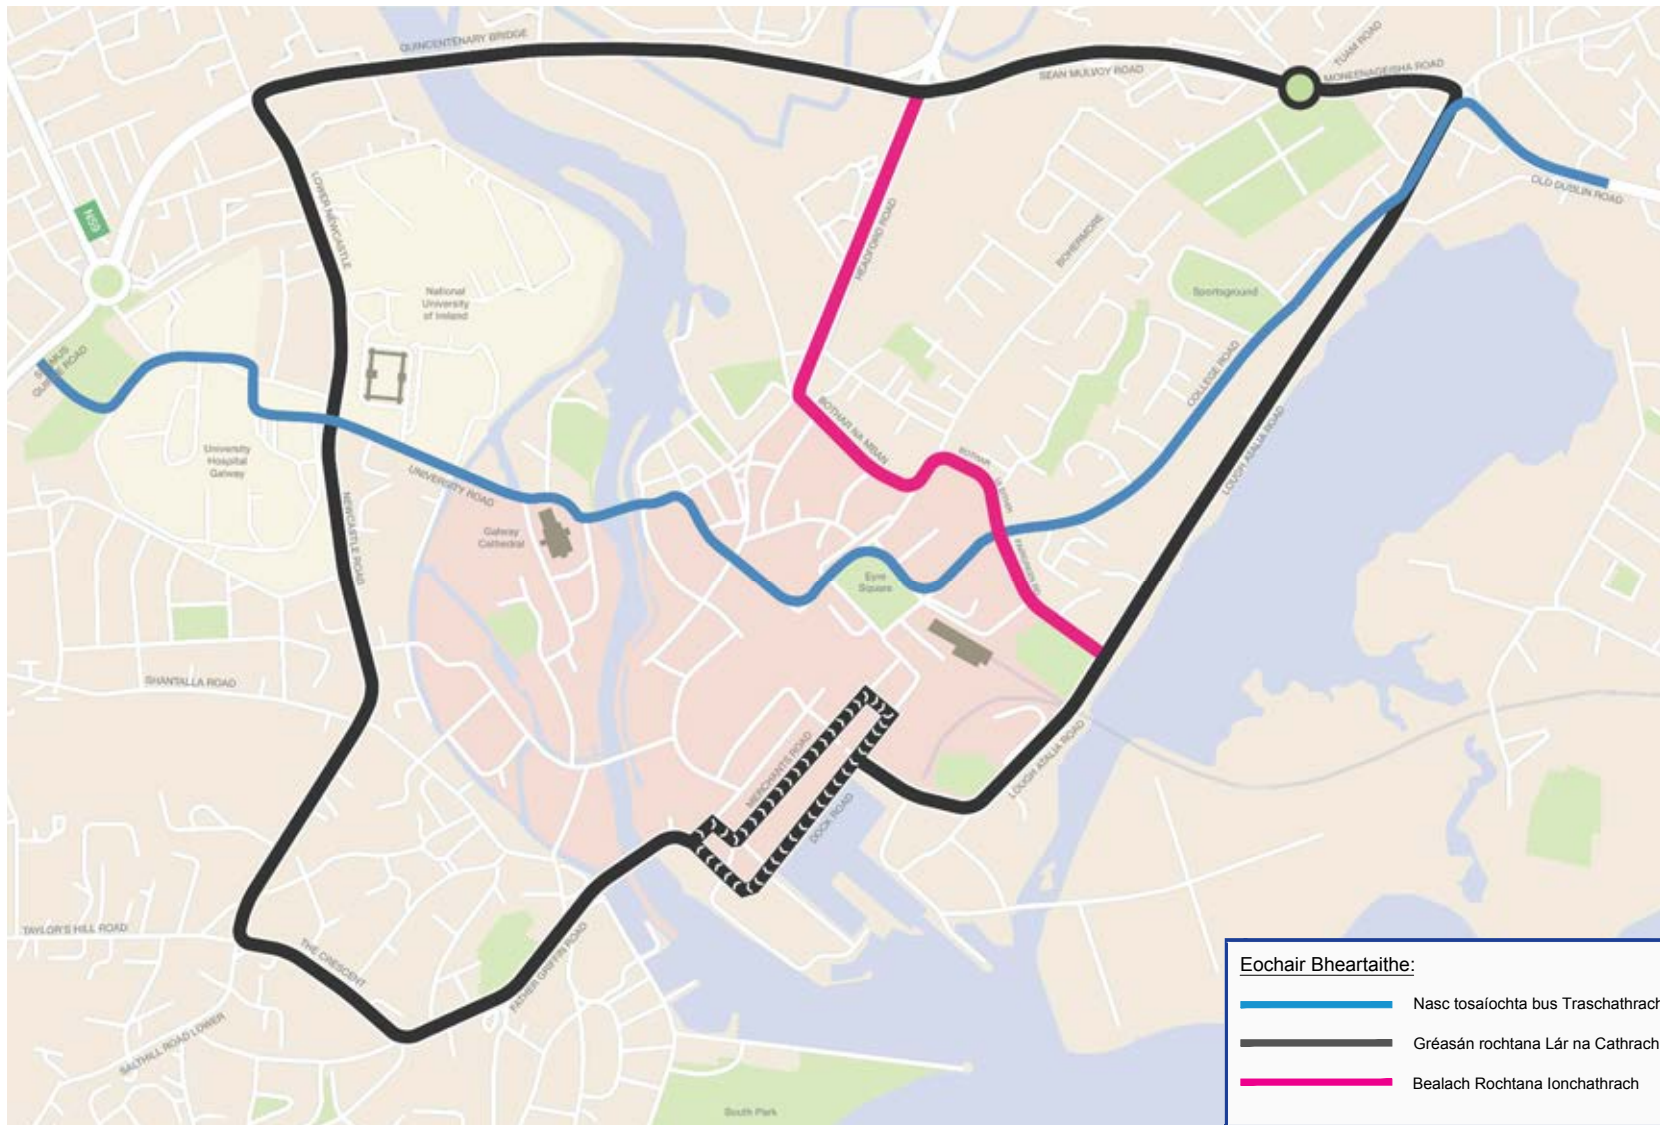 QUINCENTENARY BRIDGE
SEAN MULVOY ROAD
TUAM ROAD
MONEENAGEISHA ROAD
OLD DUBLIN ROAD
N59
LOWER NEWCASTLE
National
University
of Ireland
HEADFORD ROAD
BOHERMORE
Sportsground
SEAMUS
QUIRKE ROAD
COLLEGE ROAD
LOUGH ATALIA ROAD
BOTHAR NA MBAN
BOTHAR
University
Hospital
Galway
UNIVERSITY ROAD
NEWCASTLE ROAD
Galway
Cathedral
Eyre
Square
SHANTALLA ROAD
MERCHANTS ROAD
DOCK ROAD
LOUGH ATALIA ROAD
TAYLOR'S HILL ROAD
THE CRESCENT
FATHER GRIFFIN ROAD
SALTHILL ROAD LOWER
South Park
Eochair Bheartaithe:
Nasc tosaíochta bus Traschathrach
Gréasán rochtana Lár na Cathrach
Bealach Rochtana Ionchathrach